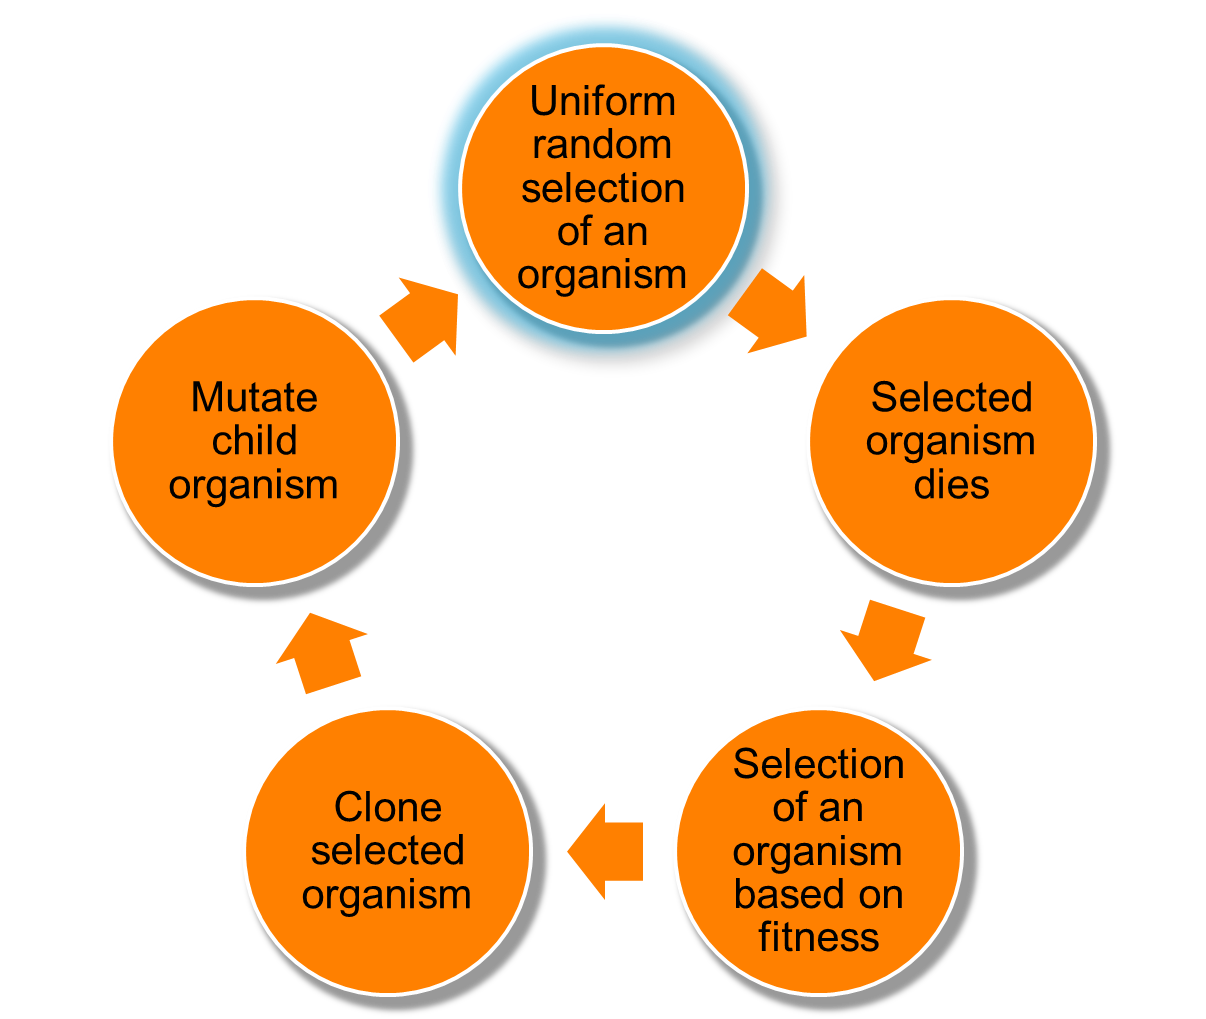 Uniform
random
selection
of an
organism
Selected
organism
dies
Selection
of an
organism
based on
fitness
Clone
selected
organism
Mutate
child
organism